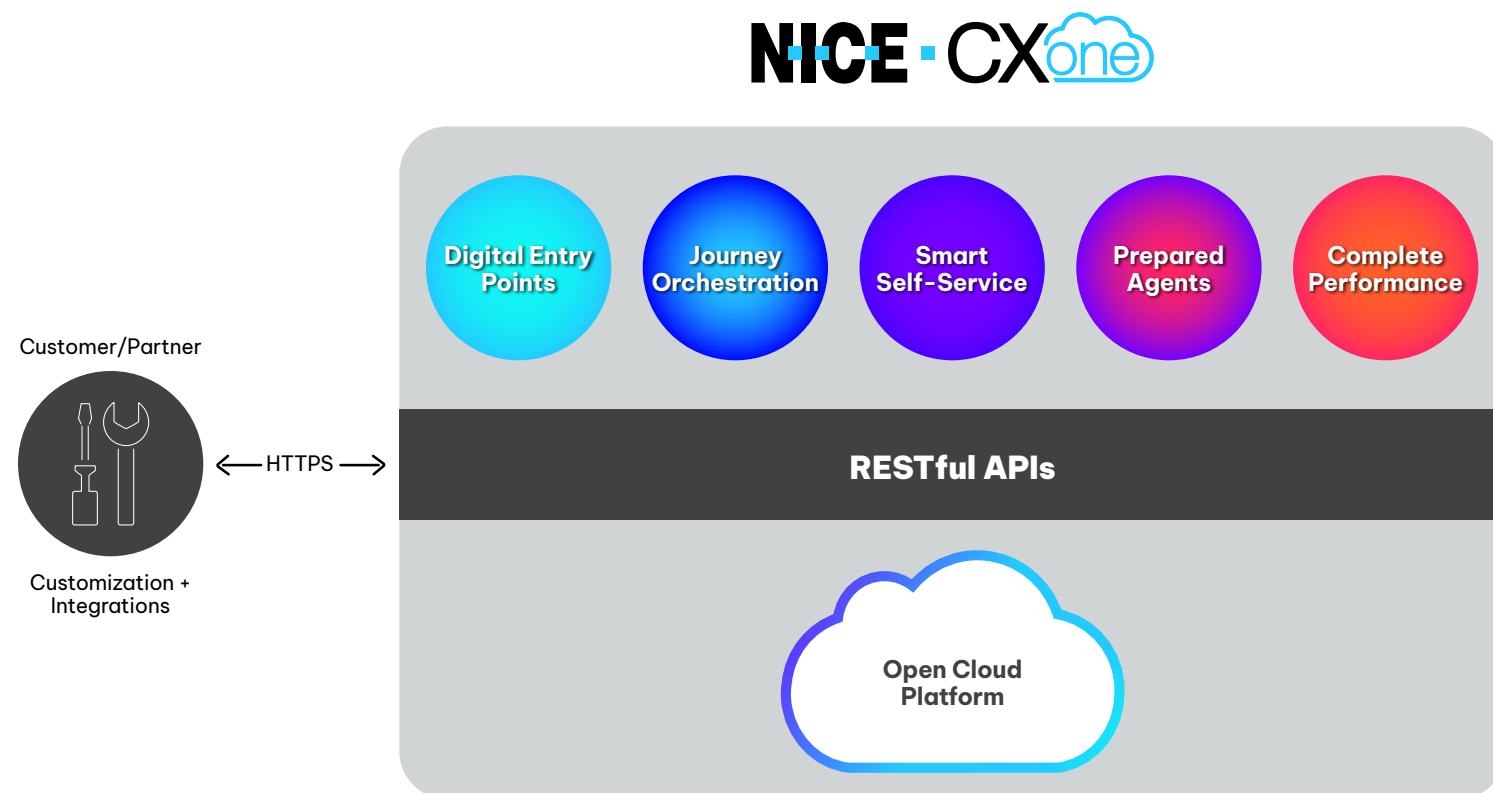 NICE CXone
Digital Entry
Points
Journey
Orchestration
Smart
Self-Service
Prepared
Agents
Complete
Performance
Customer/Partner
HTTPS
RESTful APIs
Customization +
Integrations
Open Cloud
Platform